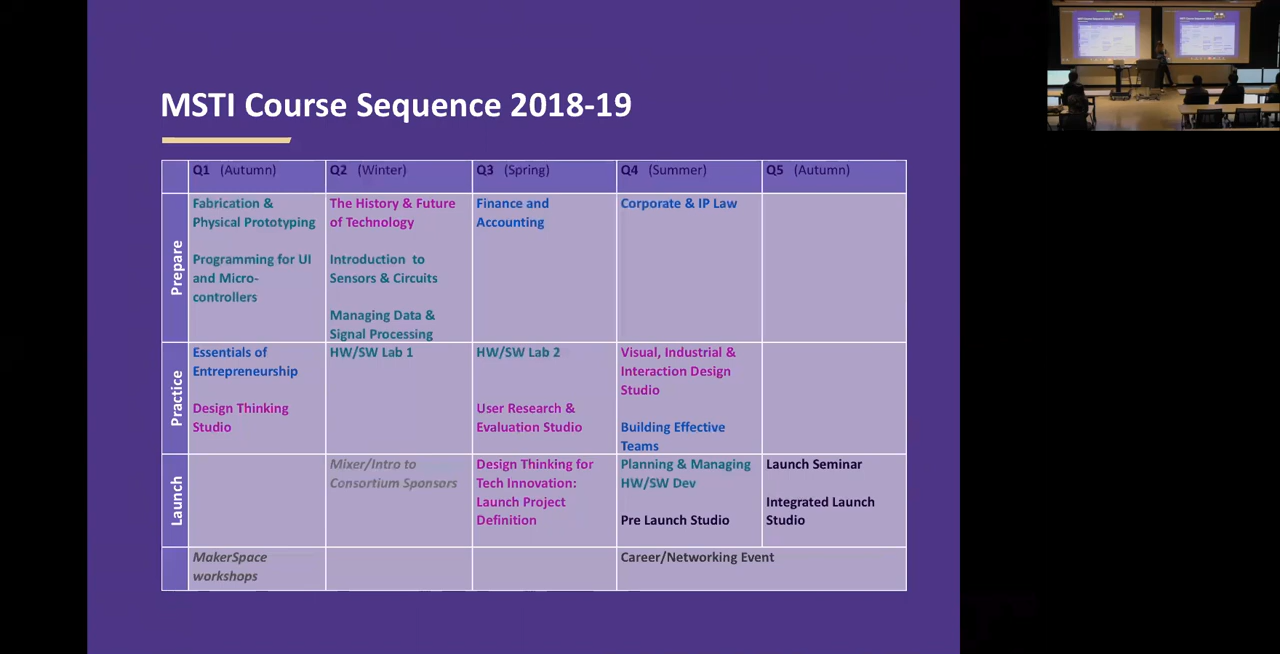 MSTI Course Sequence 2018-19
Q1 (Autumn)
Q2 (Winter)
Q3 (Spring)
Q4 (Summer)
Q5 (Autumn)
Prepare
Fabrication &
Physical Prototyping
Programming for UI
and Micro-
controllers
The History & Future
of Technology
Introduction to
Sensors & Circuits
Managing Data &
Signal Processing
Finance and
Accounting
Corporate & IP Law
Practice
Essentials of
Entrepreneurship
Design Thinking
Studio
HW/SW Lab 1
HW/SW Lab 2
User Research &
Evaluation Studio
Visual, Industrial &
Interaction Design
Studio
Building Effective
Teams
Launch
Mixer/Intro to
Consortium Sponsors
Design Thinking for
Tech Innovation:
Launch Project
Definition
Planning & Managing
HW/SW Dev
Pre Launch Studio
Launch Seminar
Integrated Launch
Studio
MakerSpace
workshops
Career/Networking Event